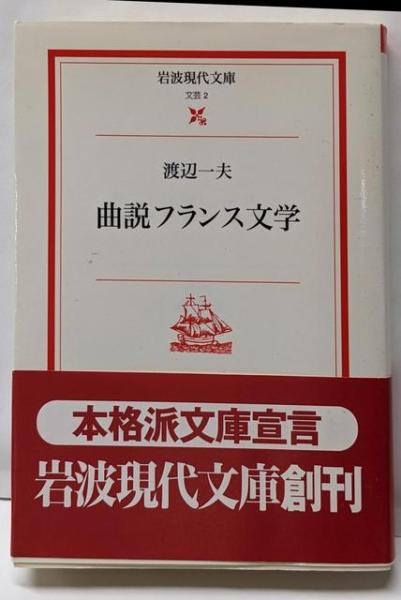 岩波現代文庫
文芸 2
渡辺一夫
曲説フランス文学
本格派文庫宣言
岩波現代文庫創刊